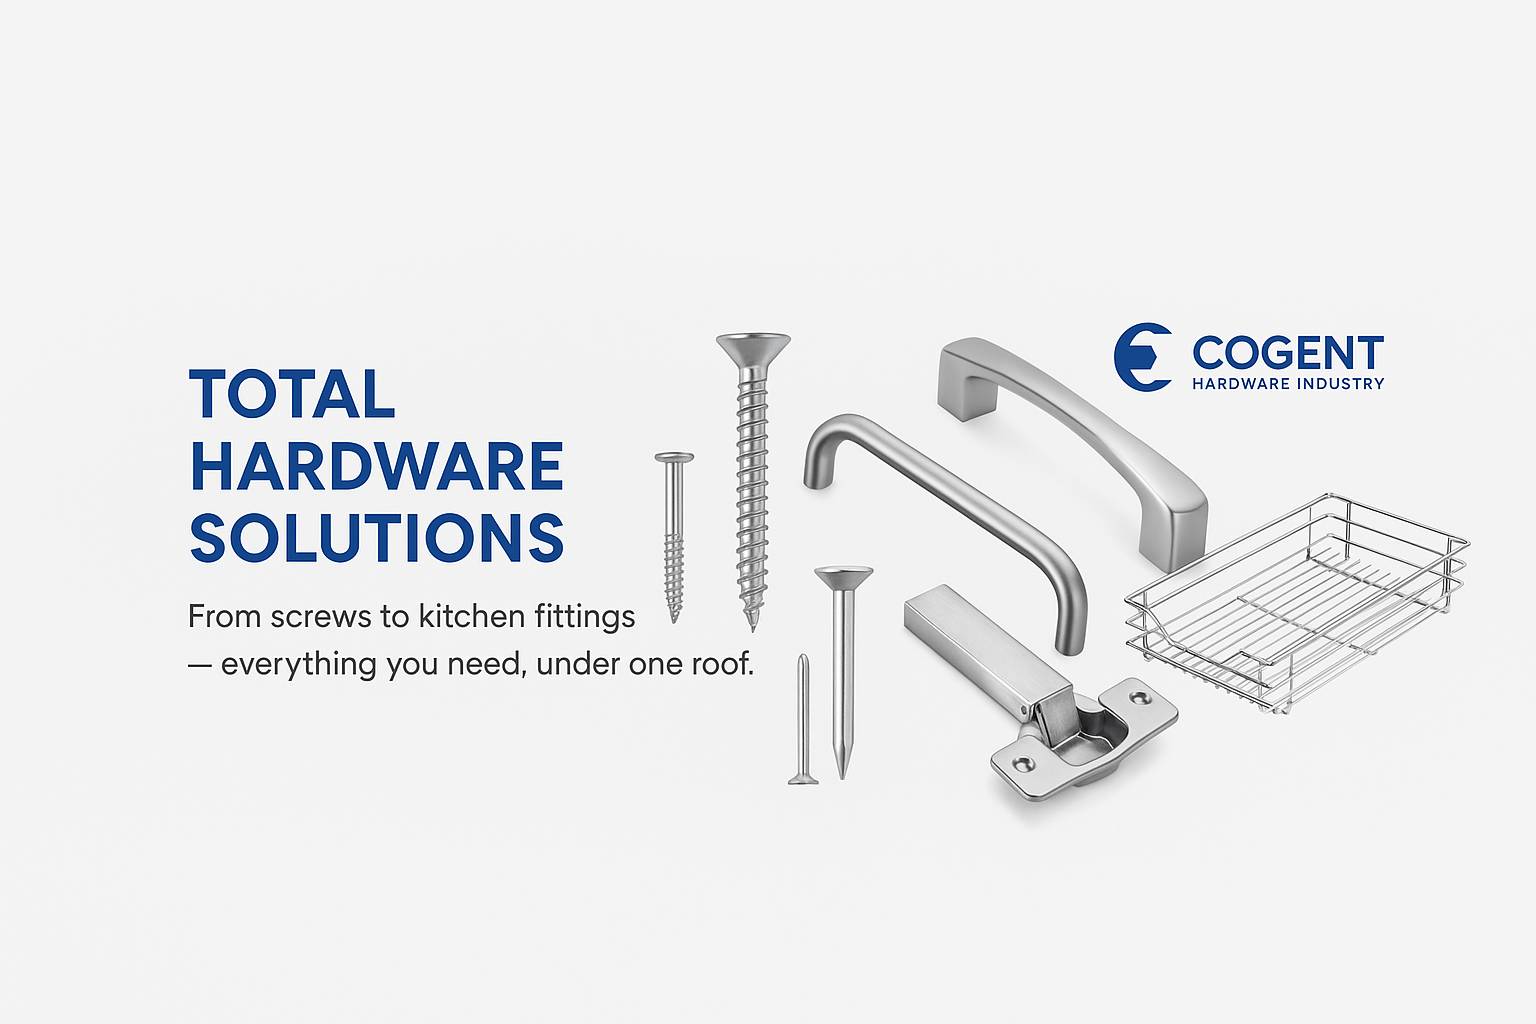 TOTAL
HARDWARE
SOLUTIONS
From screws to kitchen fittings
— everything you need, under one roof.
COGENT
HARDWARE INDUSTRY